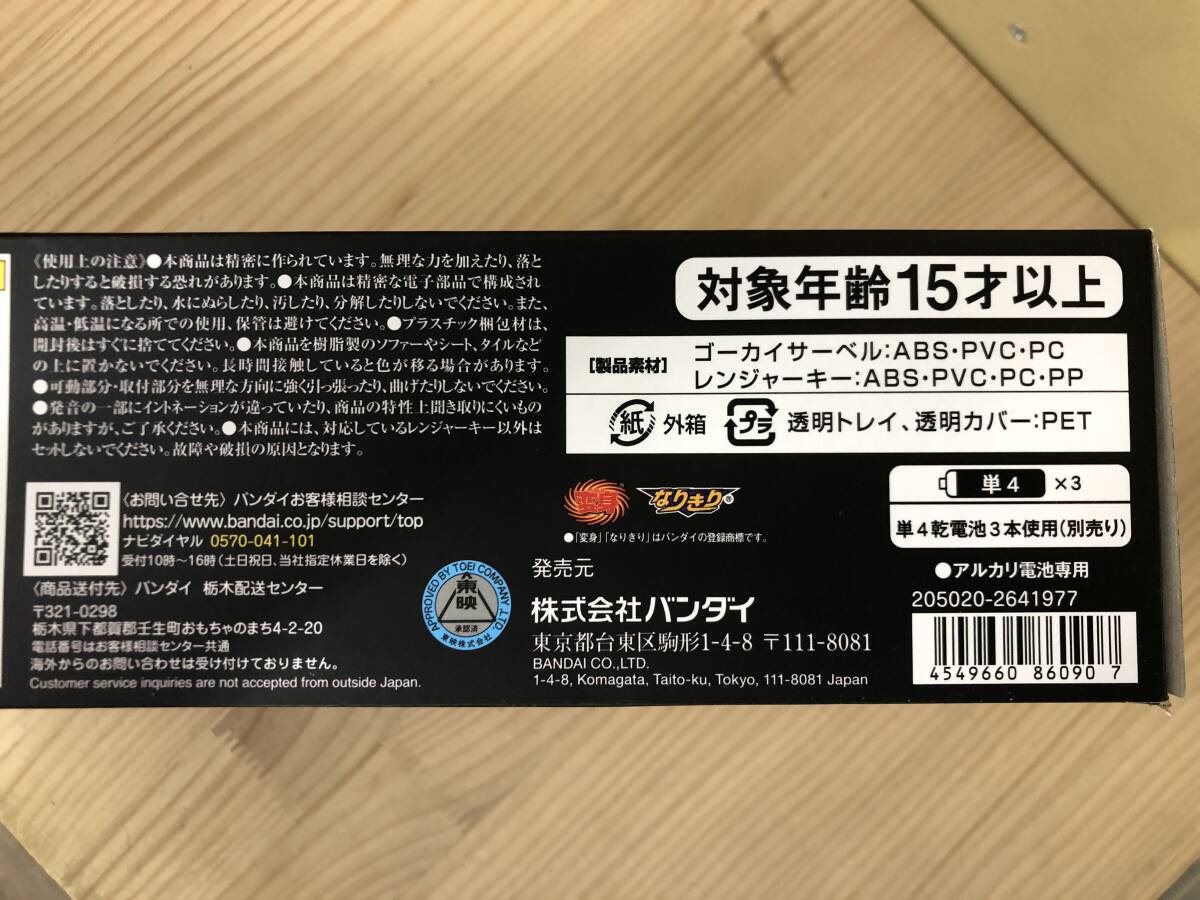 《使用上の注意》●本商品は精密に作られています。無理な力を加えたり、落と
したりすると破損する恐れがあります。●本商品は精密な電子部品で構成され
ています。落としたり、水にぬらしたり、汚したり、分解したりしないでください。また、
高温・低温になる所での使用、保管は避けてください。●プラスチック梱包材は、
開封後はすぐに捨ててください。●本商品を樹脂製のソファーやシート、タイルなど
の上に置かないでください。長時間接触していると色が移る場合があります。
●可動部分・取付部分を無理な方向に強く引っ張ったり、曲げたりしないでください。
●発音の一部にイントネーションが違っていたり、商品の特性上聞き取りにくいもの
がありますが、ご了承ください。●本商品には、対応しているレンジャーキー以外は
セットしないでください。故障や破損の原因となります。
〈お問い合せ先〉バンダイお客様相談センター
https://www.bandai.co.jp/support/top
ナビダイヤル 0570-041-101
受付10時〜16時(土日祝日、当社指定休業日を除く)
〈商品送付先〉バンダイ 栃木配送センター
〒321-0298
栃木県下都賀郡壬生町おもちゃのまち4-2-20
電話番号はお客様相談センター共通
海外からのお問い合わせは受け付けておりません。
Customer service inquiries are not accepted from outside Japan.
対象年齢15才以上
【製品素材】
ゴーカイサーベル:ABS・PVC・PC
レンジャーキー:ABS・PVC・PC・PP
紙 外箱 プラ 透明トレイ、透明カバー:PET
変身 なりきり
●「変身」「なりきり」はバンダイの登録商標です。
APPROVED BY TOEI COMPANY, LTD.
東映
承認済
東映株式会社
発売元
株式会社バンダイ
東京都台東区駒形1-4-8 〒111-8081
BANDAI CO.,LTD.
1-4-8, Komagata, Taito-ku, Tokyo, 111-8081 Japan
単4 ×3
単4乾電池3本使用(別売り)
●アルカリ電池専用
205020-2641977
4549660 86090 7